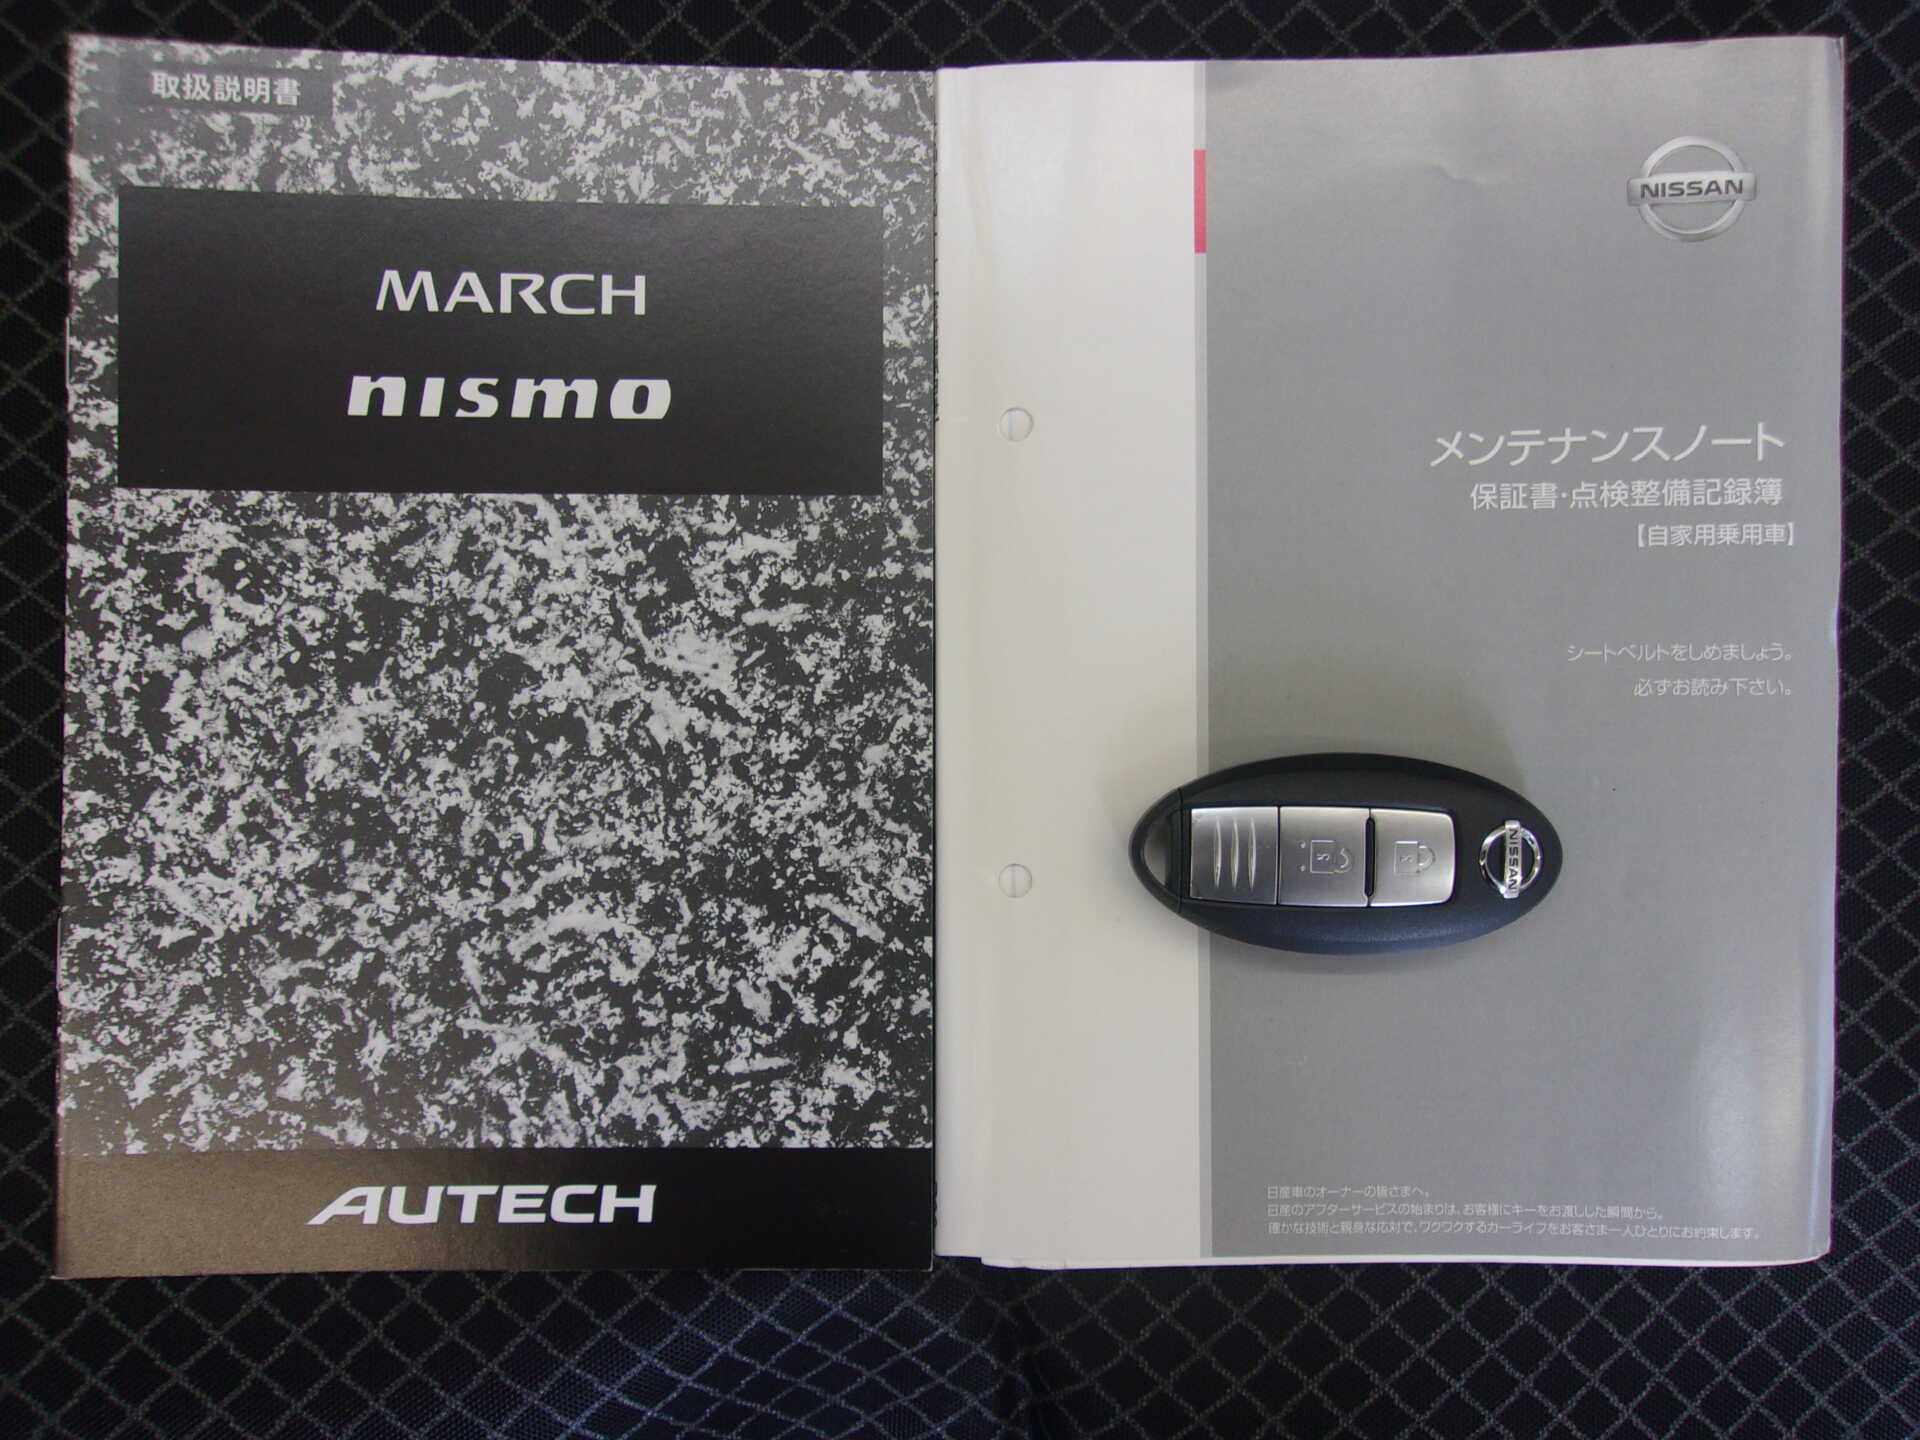 取扱説明書
MARCH
nismo
AUTECH
NISSAN
メンテナンスノート
保証書・点検整備記録簿
【自家用乗用車】
シートベルトをしめましょう。
必ずお読み下さい。
NISSAN
日産車のオーナーの皆さまへ。
日産のアフターサービスの始まりは、お客様にキーをお渡しした瞬間から。
確かな技術と親身な応対で、ワクワクするカーライフをお客さま一人ひとりにお約束します。